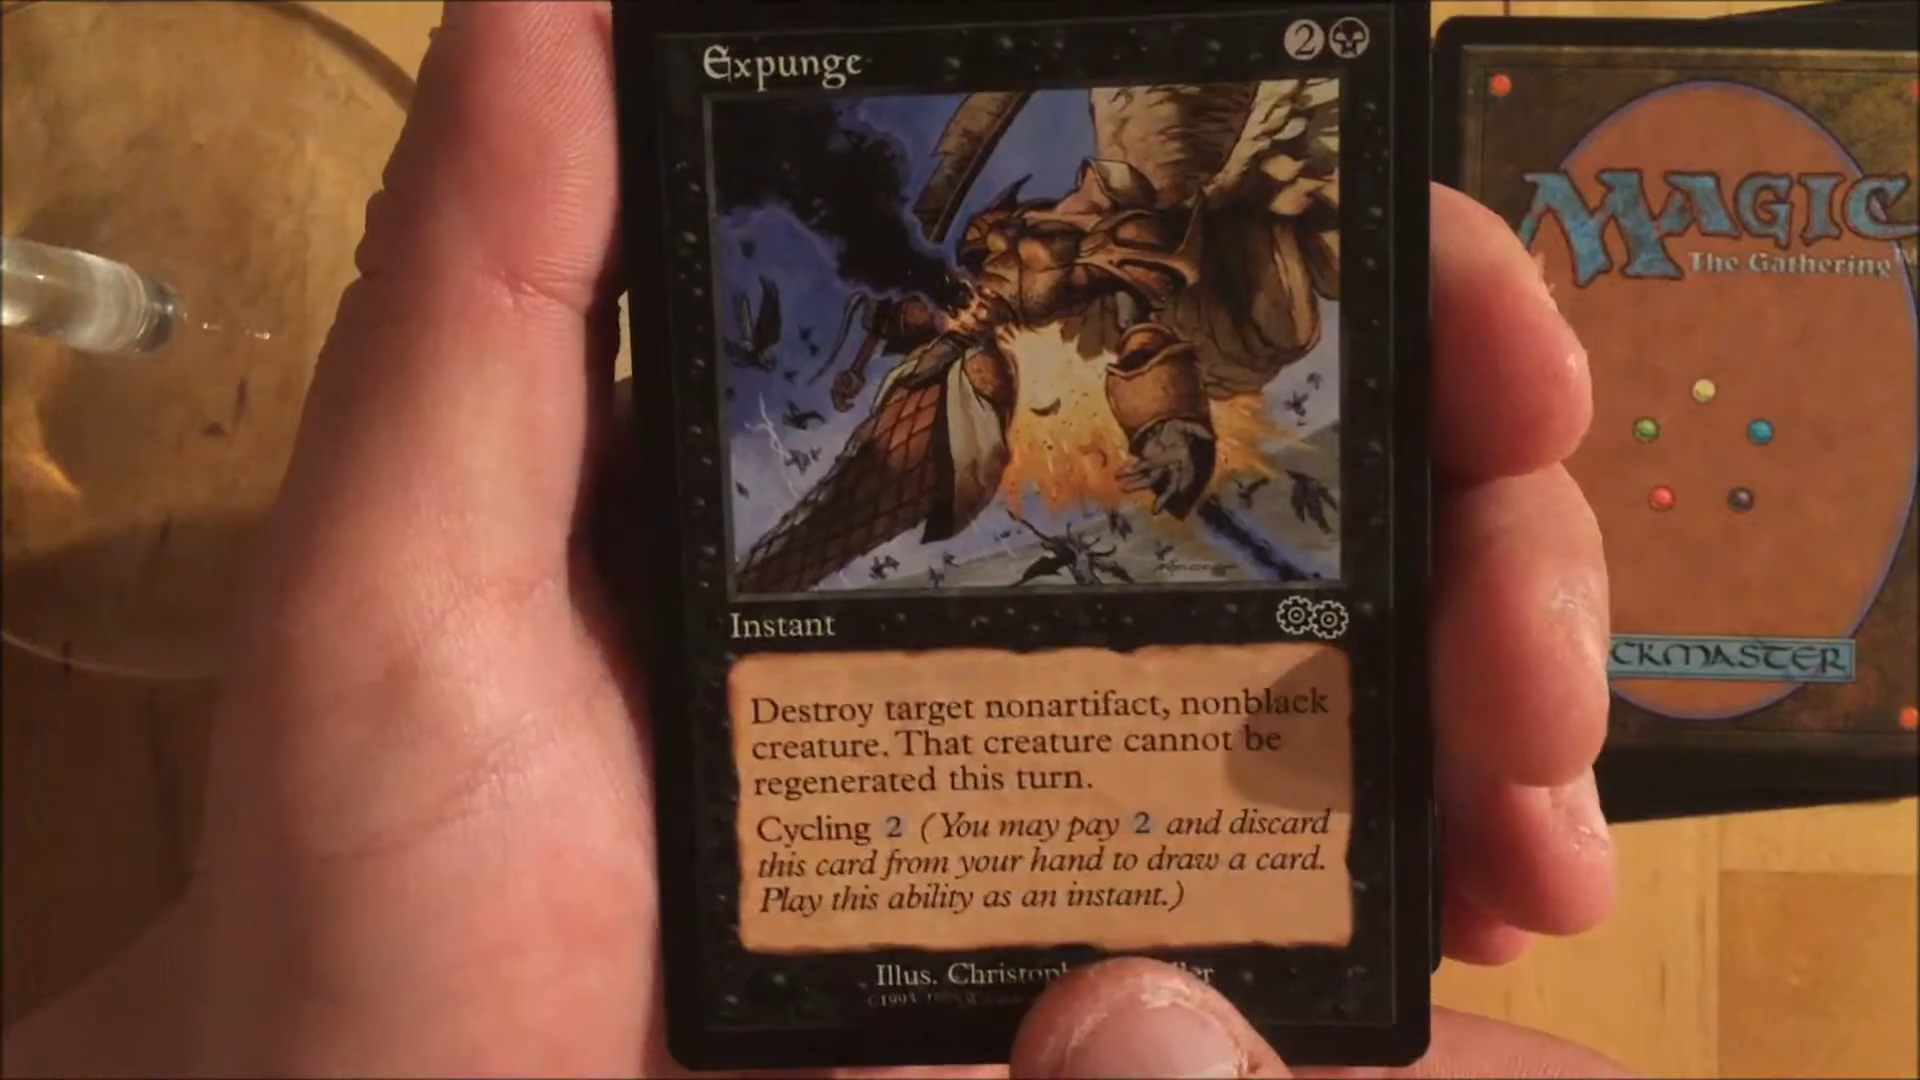 Expunge
2
MAGIC
The Gathering
CKMASTER
Instant
Destroy target nonartifact, nonblack
creature. That creature cannot be
regenerated this turn.
Cycling 2 (You may pay 2 and discard
this card from your hand to draw a card.
Play this ability as an instant.)
Illus.